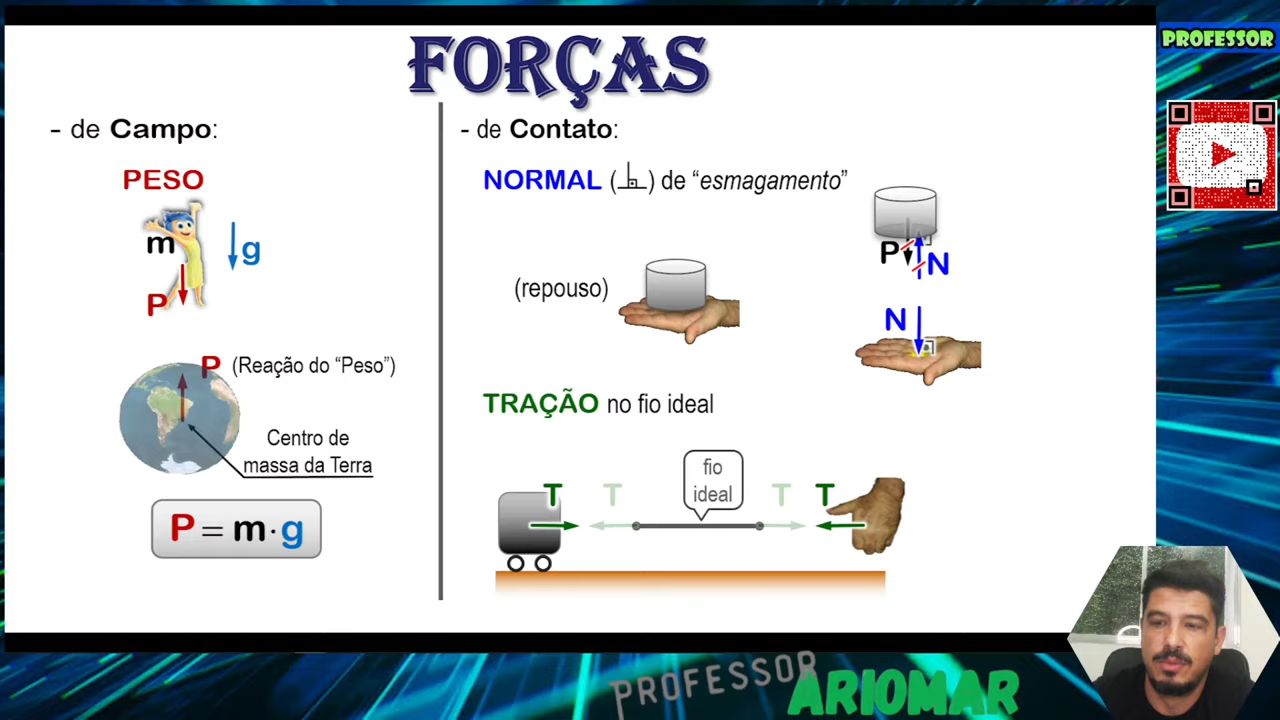 PROFESSOR
FORÇAS
- de Campo:
PESO
m
g
P
P (Reação do “Peso”)
Centro de
massa da Terra
P = m · g
- de Contato:
NORMAL (⊾) de “esmagamento”
(repouso)
P
N
N
TRAÇÃO no fio ideal
fio
ideal
T T T T
PROFESSOR
ARIOMAR